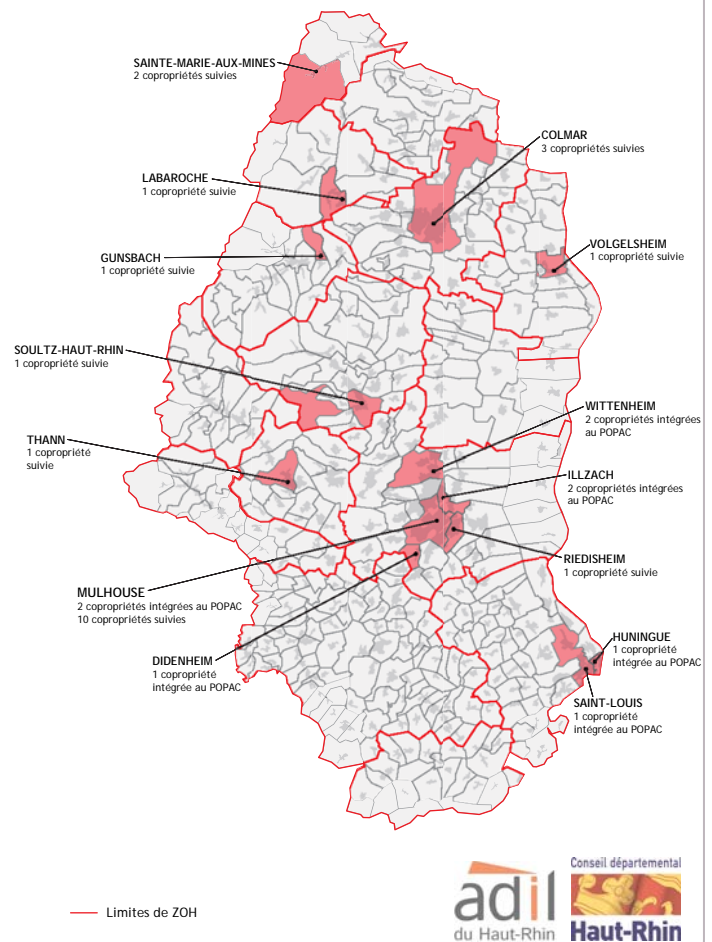 SAINTE-MARIE-AUX-MINES
2 copropriétés suivies
COLMAR
3 copropriétés suivies
LABAROCHE
1 copropriété suivie
VOLGELSHEIM
1 copropriété suivie
GUNSBACH
1 copropriété suivie
SOULTZ-HAUT-RHIN
1 copropriété suivie
WITTENHEIM
2 copropriétés intégrées
au POPAC
THANN
1 copropriété
suivie
ILLZACH
2 copropriétés intégrées
au POPAC
RIEDISHEIM
1 copropriété suivie
MULHOUSE
2 copropriétés intégrées au POPAC
10 copropriétés suivies
DIDENHEIM
1 copropriété
intégrée au POPAC
HUNINGUE
1 copropriété
intégrée au POPAC
SAINT-LOUIS
1 copropriété
intégrée au POPAC
Limites de ZOH
adil
du Haut-Rhin
Conseil départemental
Haut-Rhin